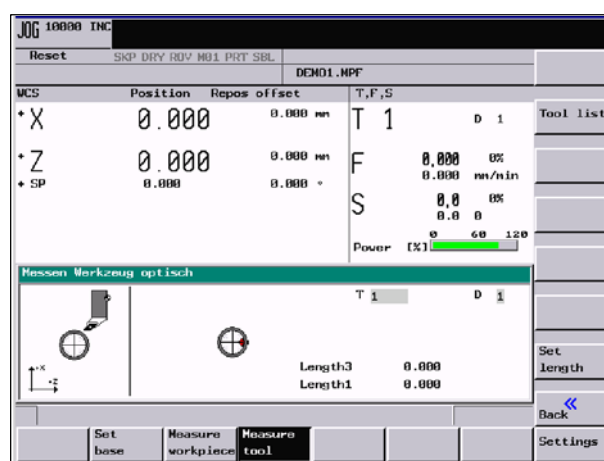 JOG 10000 INC
Reset SKP DRY ROV M01 PRT SBL
DEMO1.MPF
WCS Position Repos offset T,F,S
+ X 0.000 0.000 mm T 1 D 1
Tool list
+ Z 0.000 0.000 mm F 0,000 0%
0.000 mm/min
+ SP 0.000 0.000 °
S 0,0 0%
0.0 0
0 60 120
Power [%]
Messen Werkzeug optisch
T 1 D 1
+X
+Z
Length3 0.000
Length1 0.000
Set
length
«
Back
Set
base
Measure
workpiece
Measure
tool
Settings